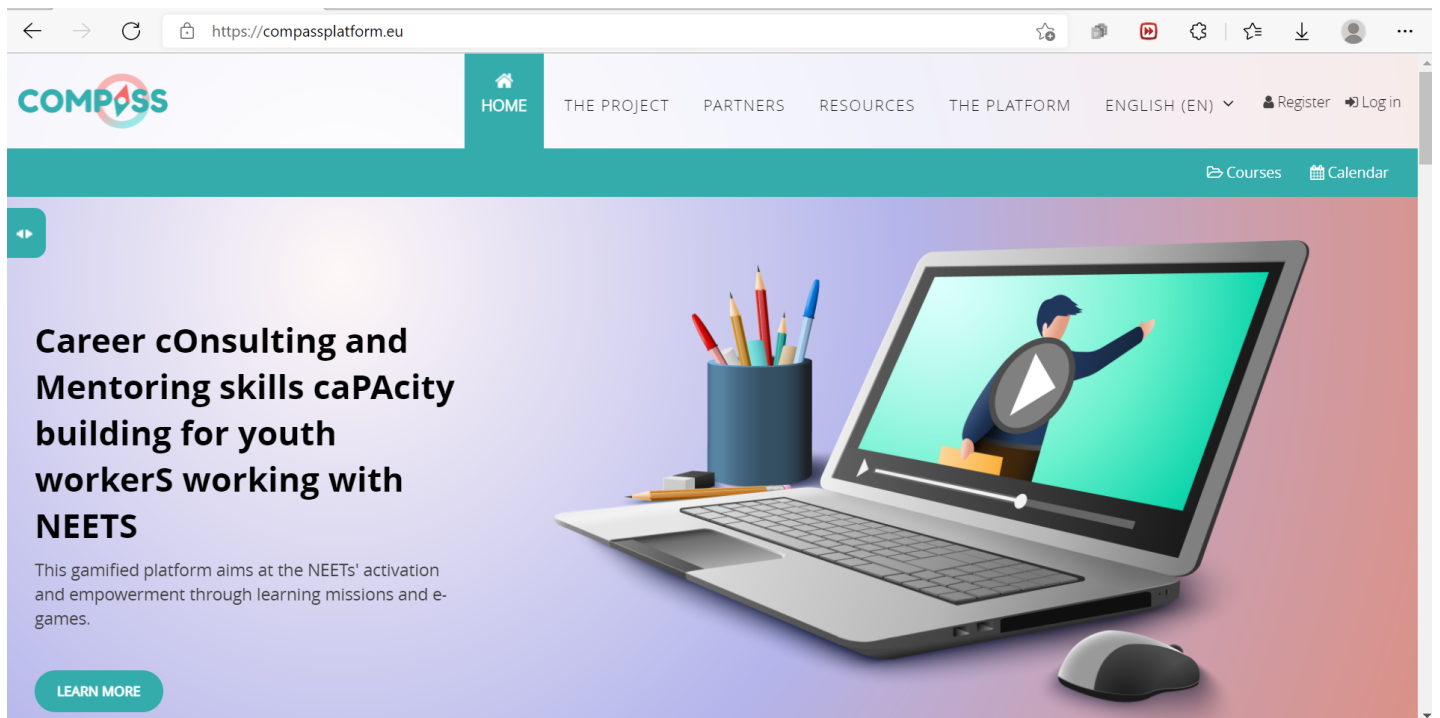 https://compassplatform.eu
COMPASS
HOME
THE PROJECT
PARTNERS
RESOURCES
THE PLATFORM
ENGLISH (EN)
Register
Log in
Courses
Calendar
Career cOnsulting and
Mentoring skills caPAcity
building for youth
workerS working with
NEETS
This gamified platform aims at the NEETs' activation
and empowerment through learning missions and e-
games.
LEARN MORE